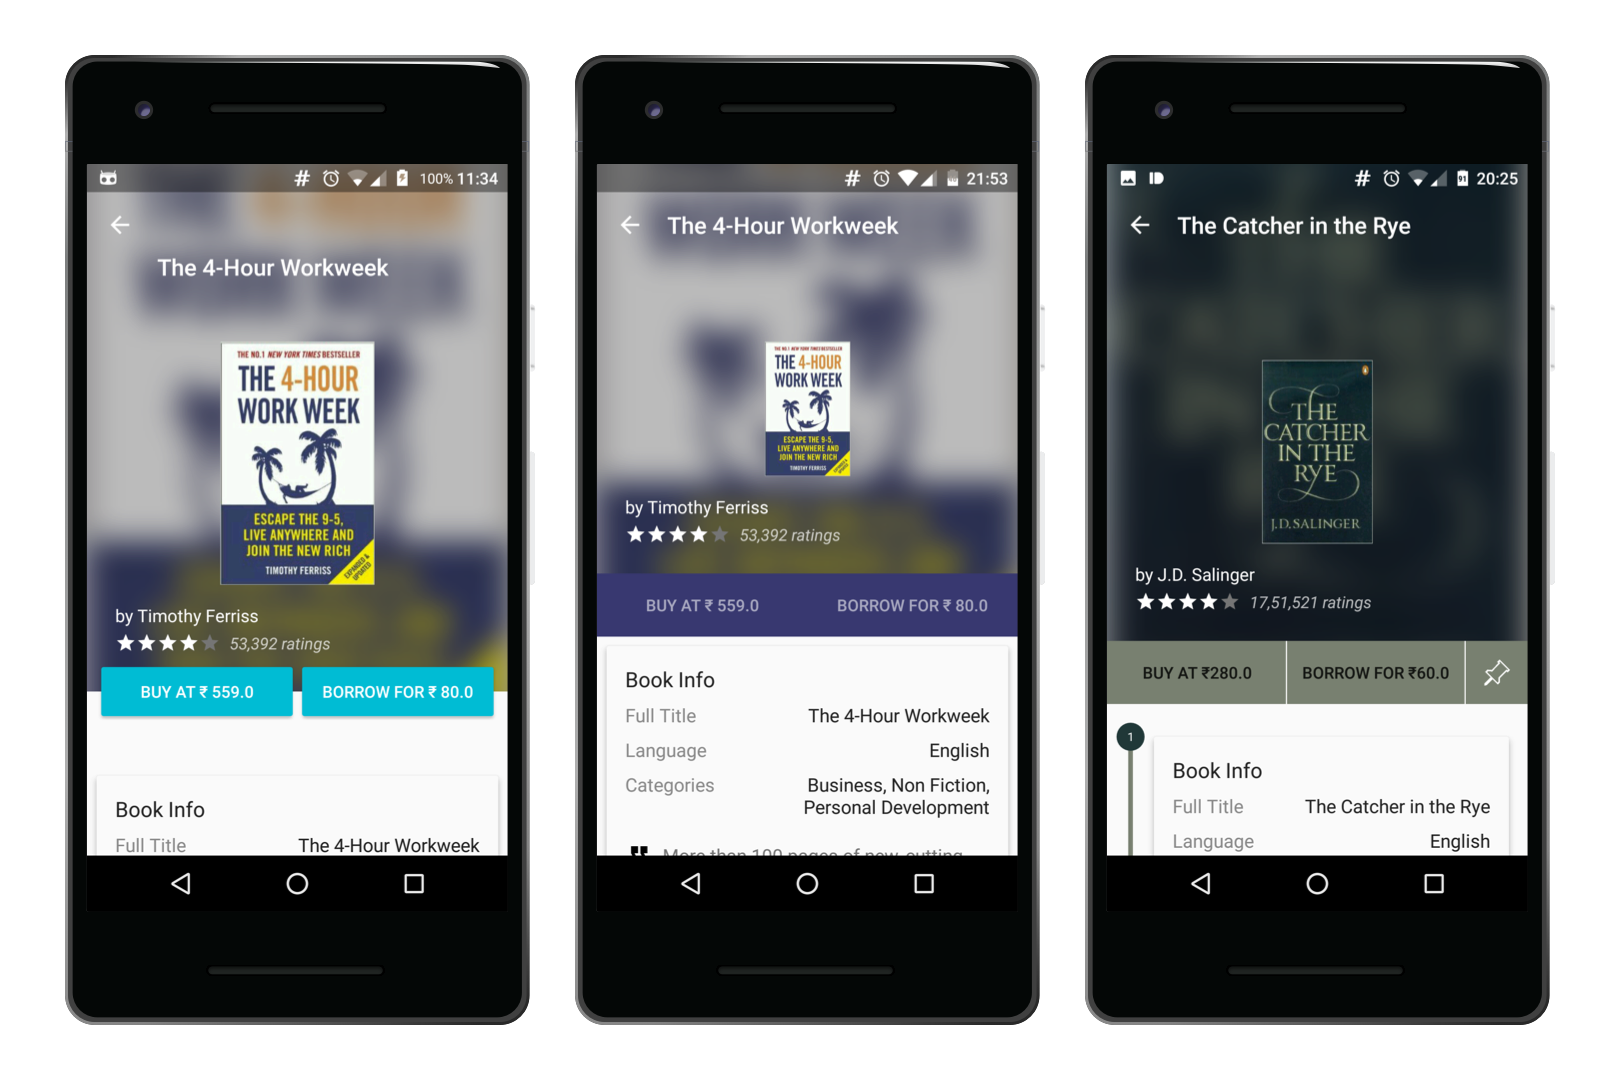 100% 11:34
The 4-Hour Workweek
THE NO.1 NEW YORK TIMES BESTSELLER
THE 4-HOUR
WORK WEEK
ESCAPE THE 9-5,
LIVE ANYWHERE AND
JOIN THE NEW RICH
TIMOTHY FERRISS
EXPANDED &
UPDATED
by Timothy Ferriss
53,392 ratings
BUY AT ₹ 559.0
BORROW FOR ₹ 80.0
Book Info
Full Title The 4-Hour Workweek
21:53
The 4-Hour Workweek
THE NO.1 NEW YORK TIMES BESTSELLER
THE 4-HOUR
WORK WEEK
ESCAPE THE 9-5,
LIVE ANYWHERE AND
JOIN THE NEW RICH
TIMOTHY FERRISS
by Timothy Ferriss
53,392 ratings
BUY AT ₹ 559.0
BORROW FOR ₹ 80.0
Book Info
Full Title The 4-Hour Workweek
Language English
Categories Business, Non Fiction,
Personal Development
More than 100 pages of new, cutting
91 20:25
The Catcher in the Rye
THE
CATCHER
IN THE
RYE
J.D. SALINGER
by J.D. Salinger
17,51,521 ratings
BUY AT ₹280.0
BORROW FOR ₹60.0
1
Book Info
Full Title The Catcher in the Rye
Language English